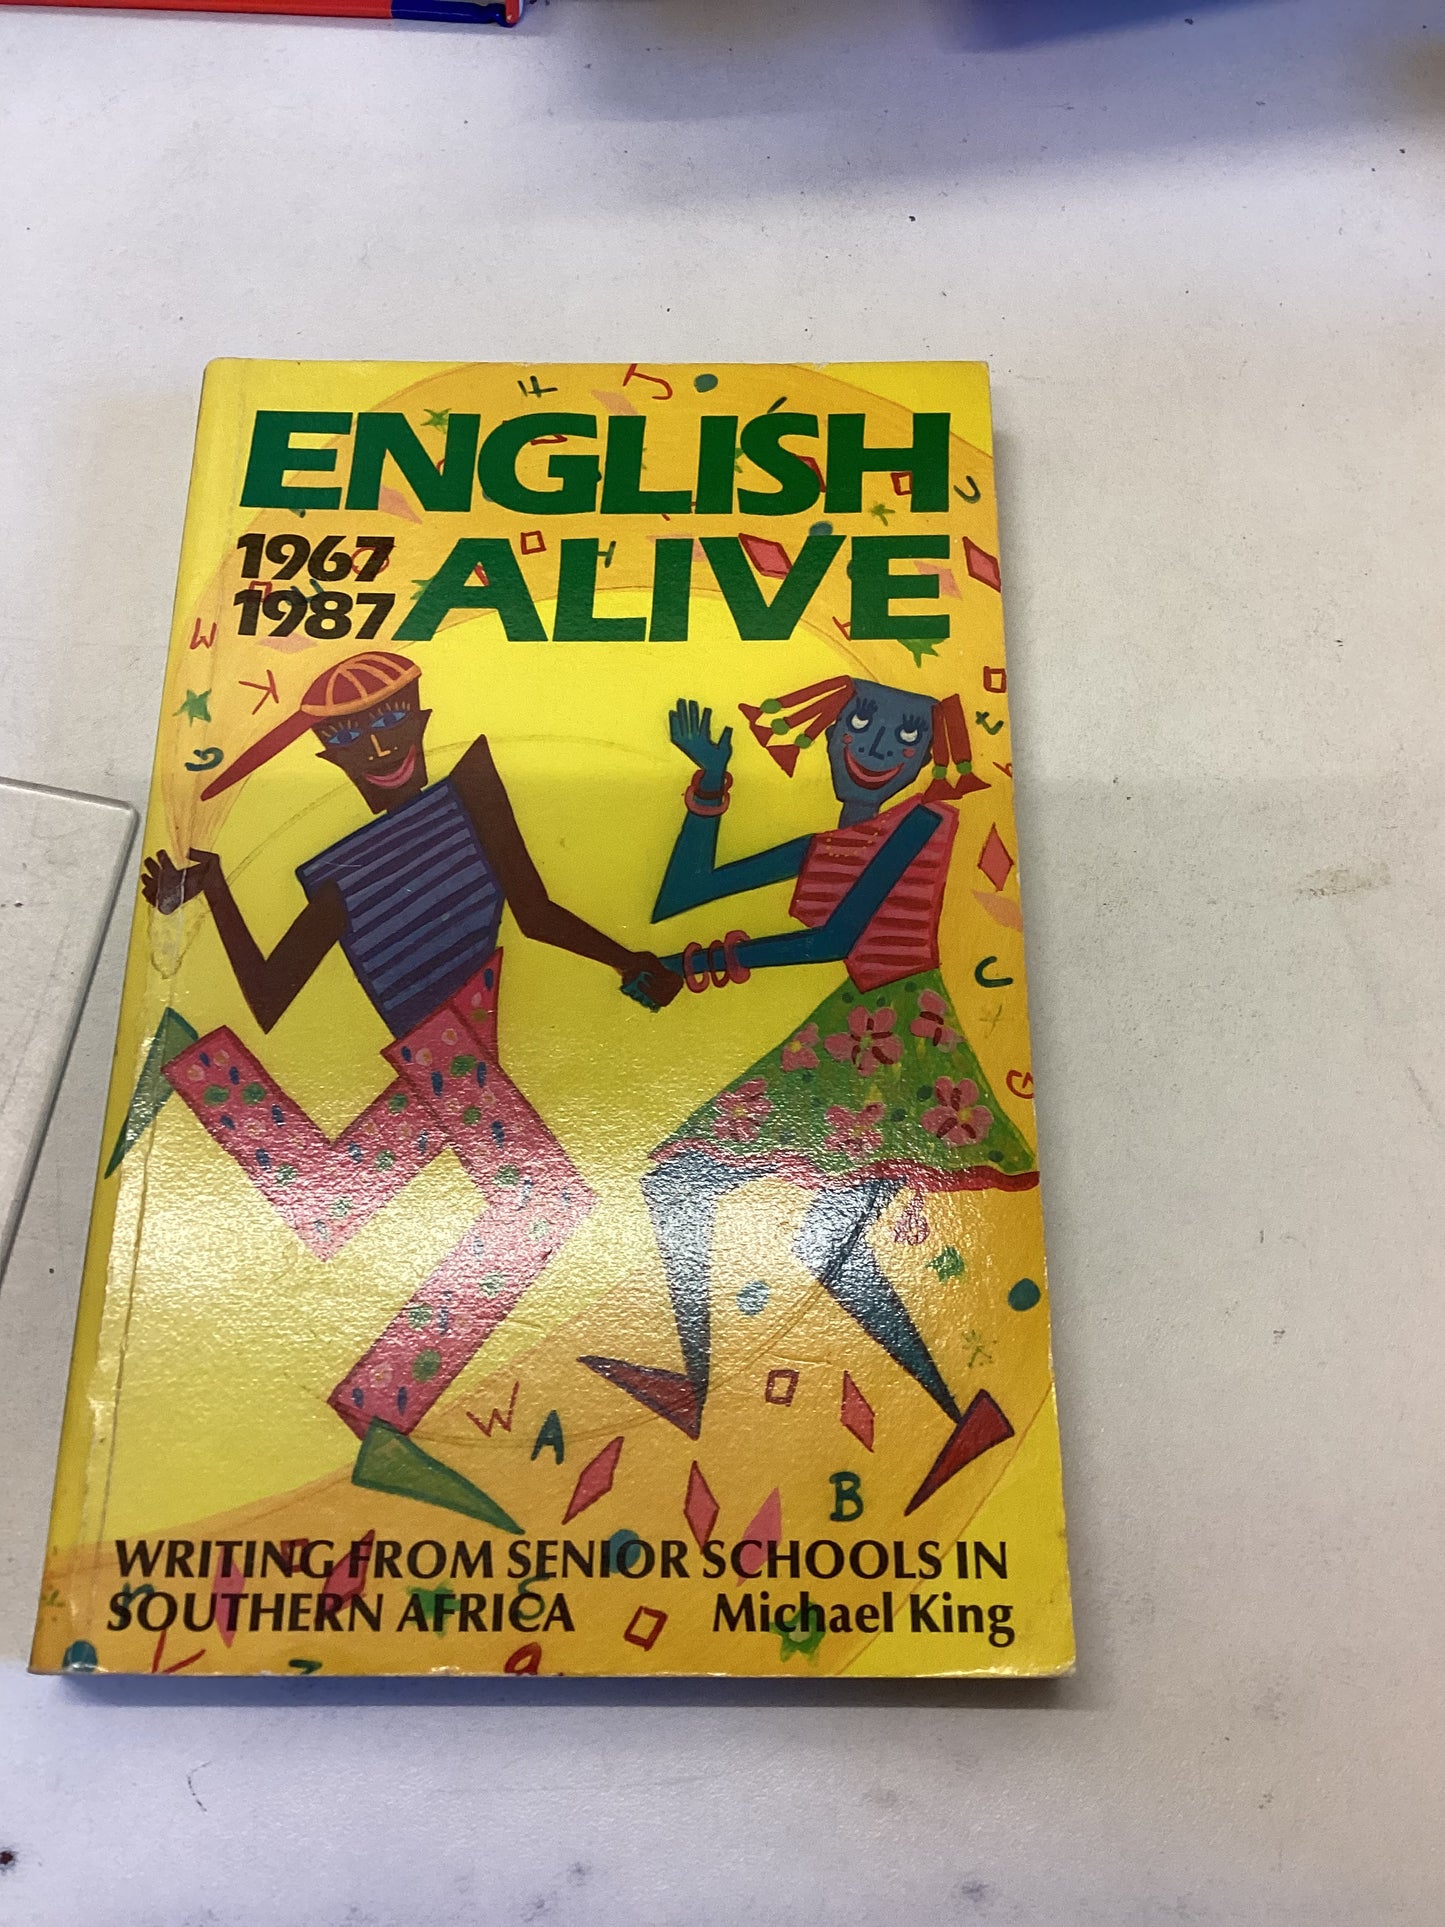 ENGLISH
1967
1987
ALIVE
WRITING FROM SENIOR SCHOOLS IN
SOUTHERN AFRICA
Michael King